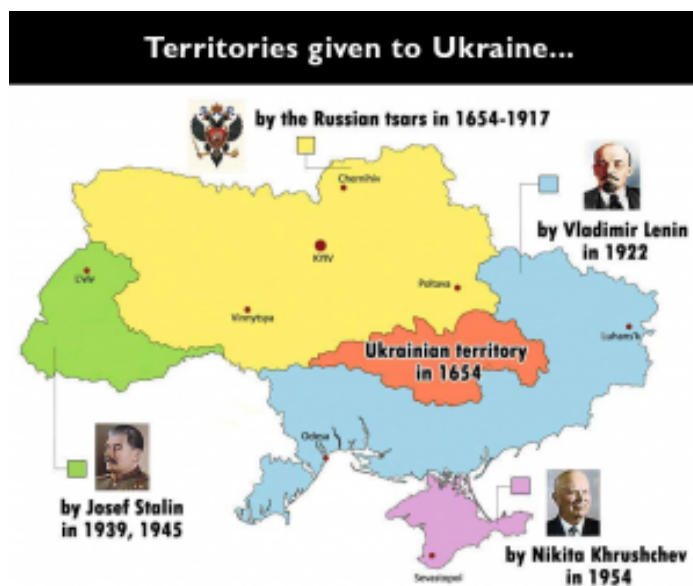 Territories given to Ukraine...
by the Russian tsars in 1654-1917
Chernihiv
by Vladimir Lenin
in 1922
Lviv
Kyiv
Poltava
Vinnytsya
Luhans'k
Ukrainian territory
in 1654
Odesa
by Josef Stalin
in 1939, 1945
by Nikita Khrushchev
in 1954
Sevastopol